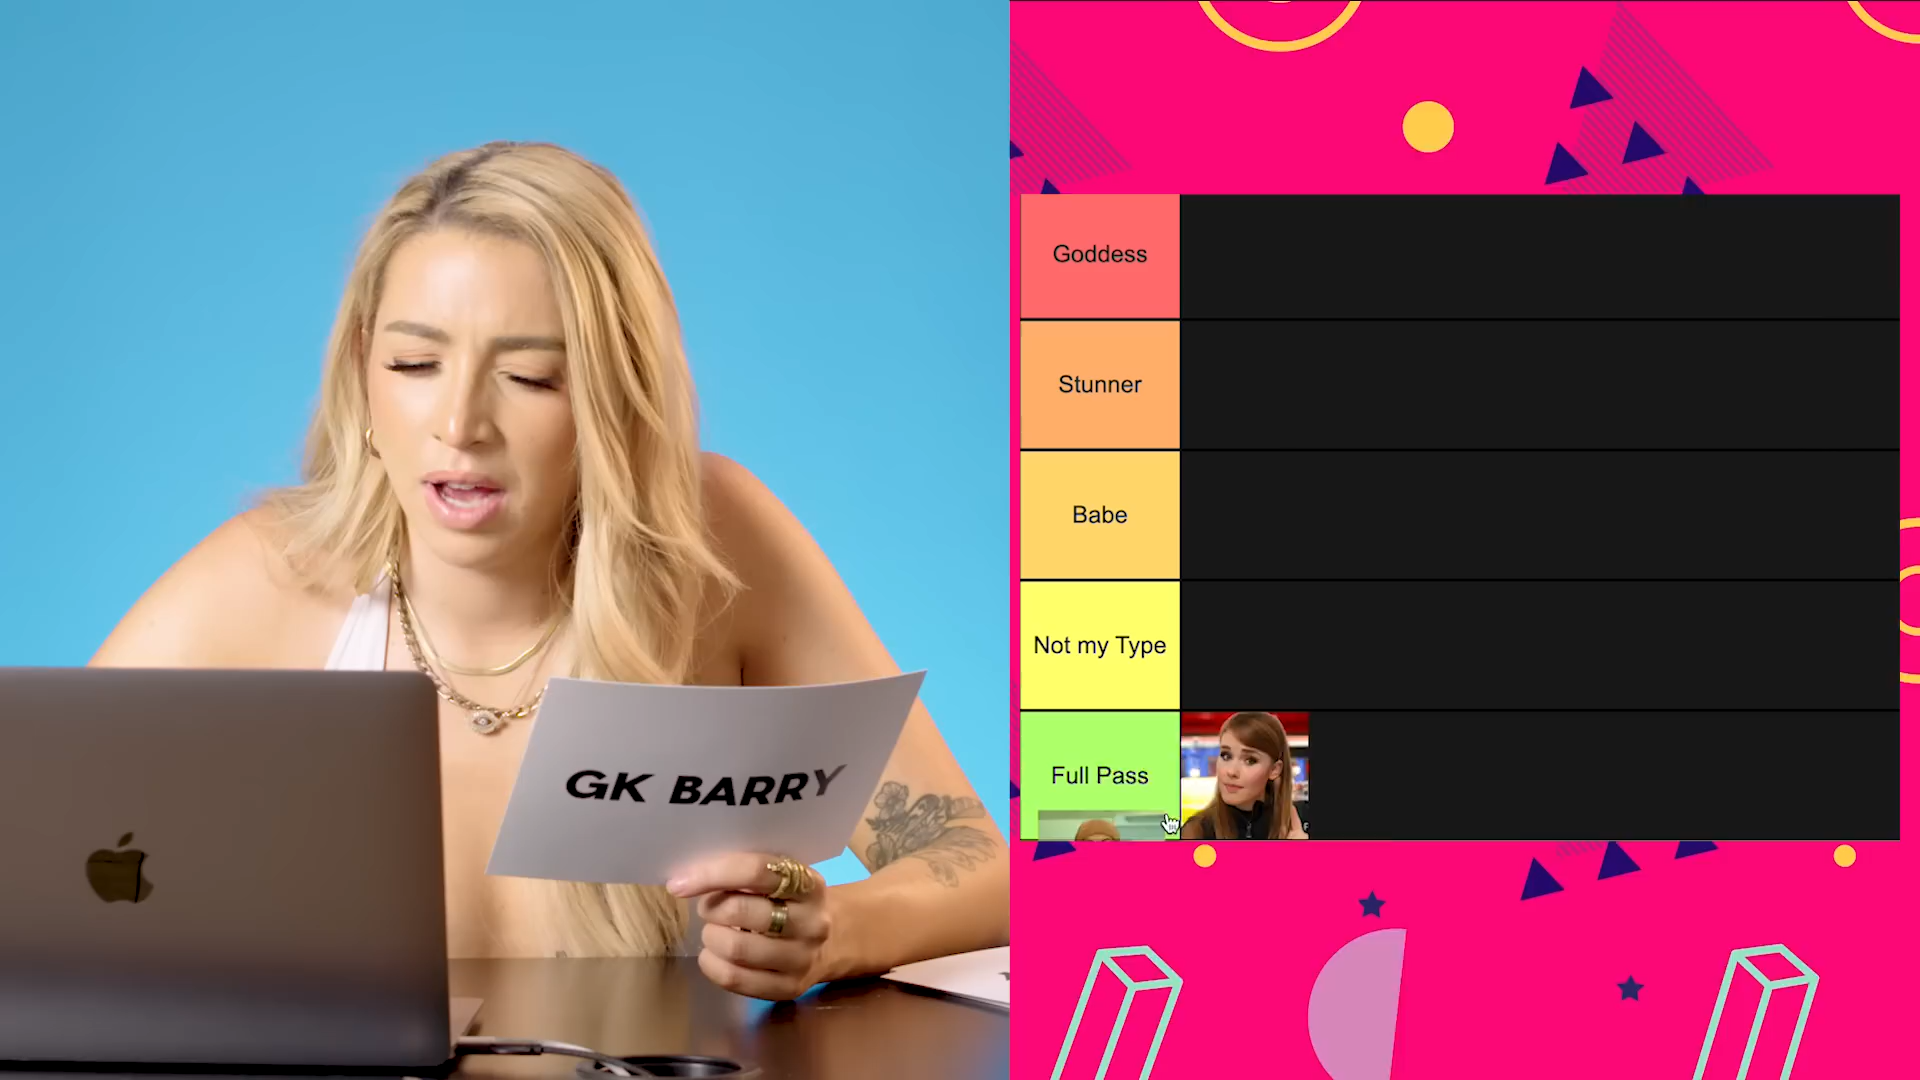 GK BARRY
Goddess
Stunner
Babe
Not my Type
Full Pass